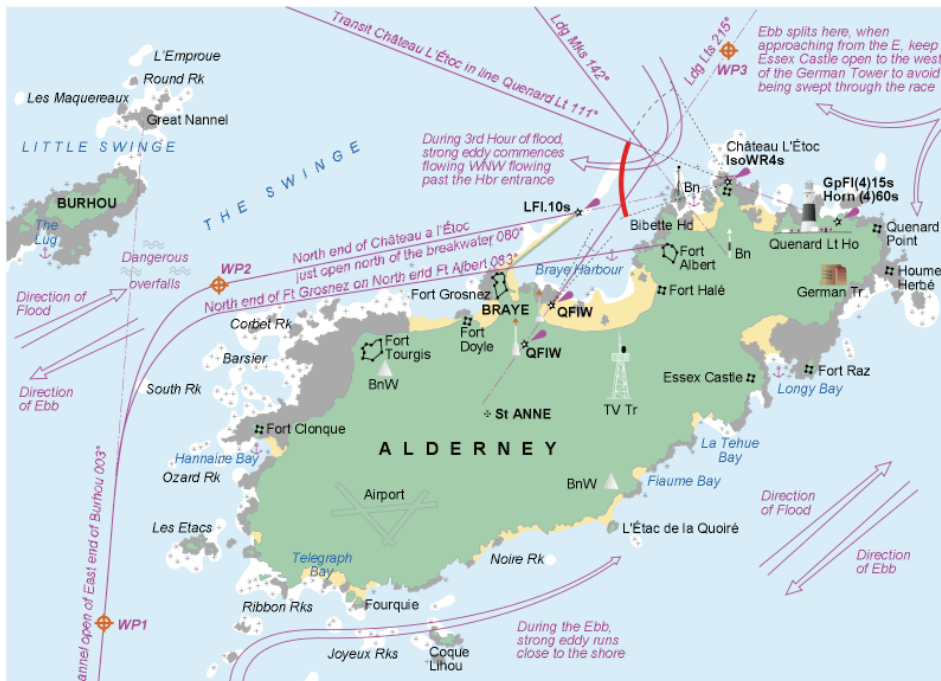 Transit Château L'Étoc in line Quenard Lt 111°
Ldg Mks 142°
Ldg Lts 215°
WP3
Ebb splits here, when
approaching from the E, keep
Essex Castle open to the west
of the German Tower to avoid
being swept through the race
L'Emproue
Round Rk
Les Maquereaux
Great Nannel
LITTLE SWINGE
THE SWINGE
During 3rd Hour of flood,
strong eddy commences
flowing WNW flowing
past the Hbr entrance
Château L'Étoc
IsoWR4s
GpFl(4)15s
Horn (4)60s
BURHOU
The
Lug
LFl.10s
Bn
Bibette Hd
Quenard Lt Ho
Quenard
Point
Dangerous
overfalls
WP2
North end of Château a l'Étoc
just open north of the breakwater 080°
North end of Ft Grosnez on North end Ft Albert 083°
Braye Harbour
Fort
Albert
Bn
Houme
Herbé
German Tr
Direction of
Flood
Fort Grosnez
BRAYE
QFlW
Fort Halé
Corbet Rk
Fort
Doyle
QFlW
Fort
Tourgis
BnW
Barsier
Direction
of Ebb
South Rk
Essex Castle
Fort Raz
Longy Bay
TV Tr
St ANNE
Fort Clonque
Hannaine Bay
ALDERNEY
La Tehue
Bay
Ozard Rk
BnW
Fiaume Bay
Airport
Direction
of Flood
Les Etacs
L'Étac de la Quoiré
annel open of East end of Burhou 003°
Noire Rk
Telegraph
Bay
Direction
of Ebb
Ribbon Rks
Fourquie
WP1
During the Ebb,
strong eddy runs
close to the shore
Joyeux Rks
Coque
Lihou